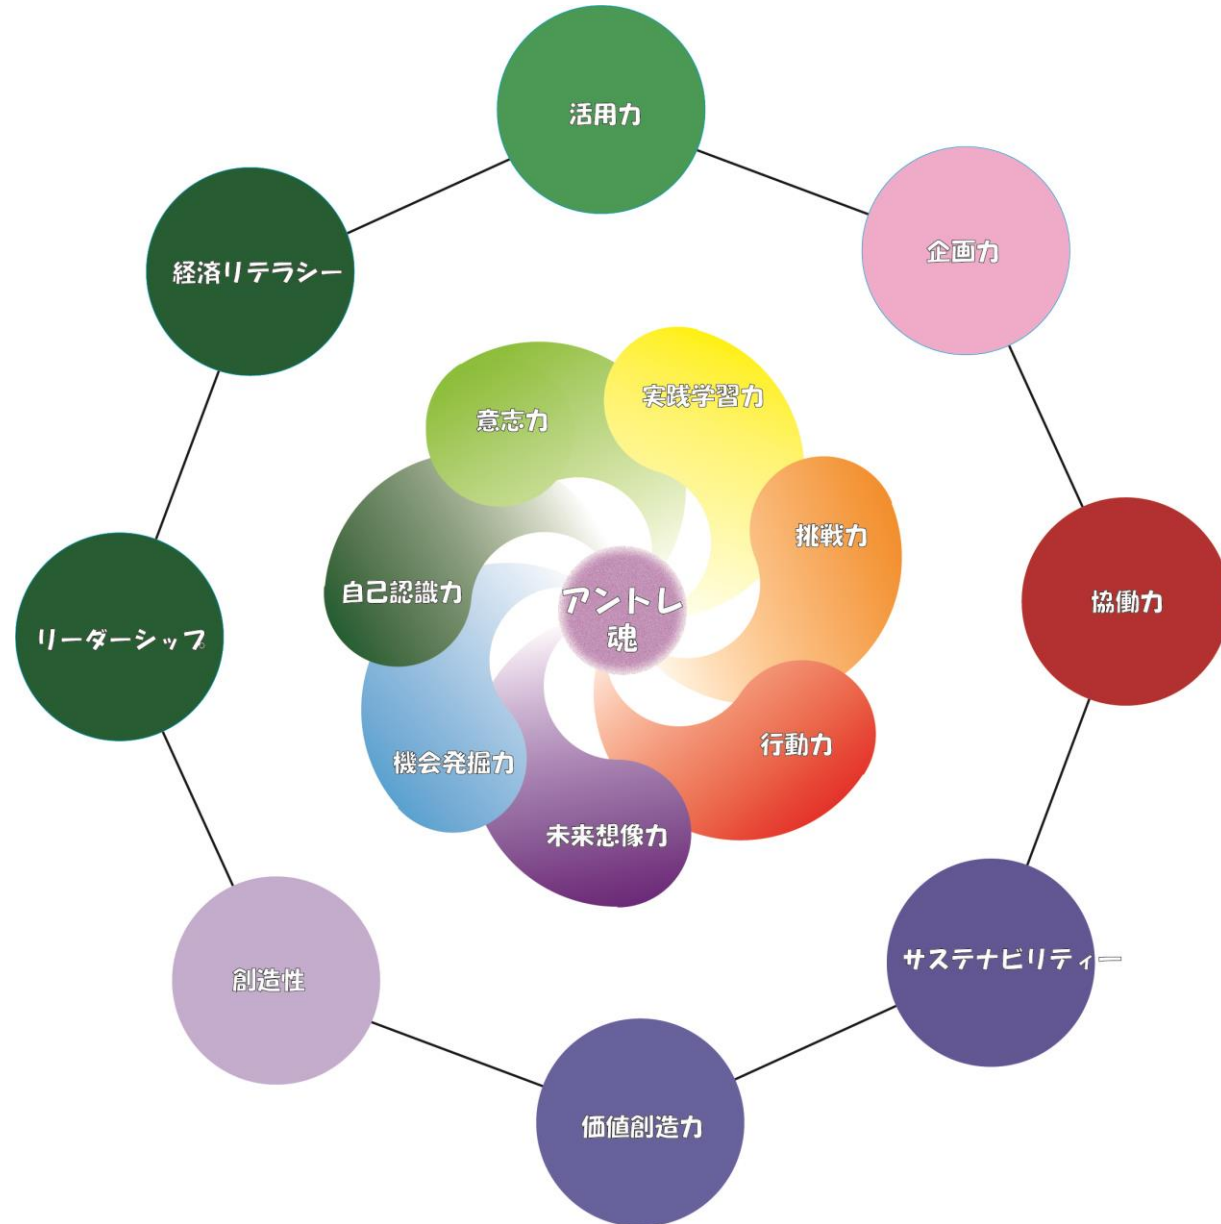 活用力
企画力
経済リテラシー
実践学習力
意志力
挑戦力
自己認識力
アントレ
魂
協働力
リーダーシップ
行動力
機会発掘力
未来想像力
サステナビリティー
創造性
価値創造力